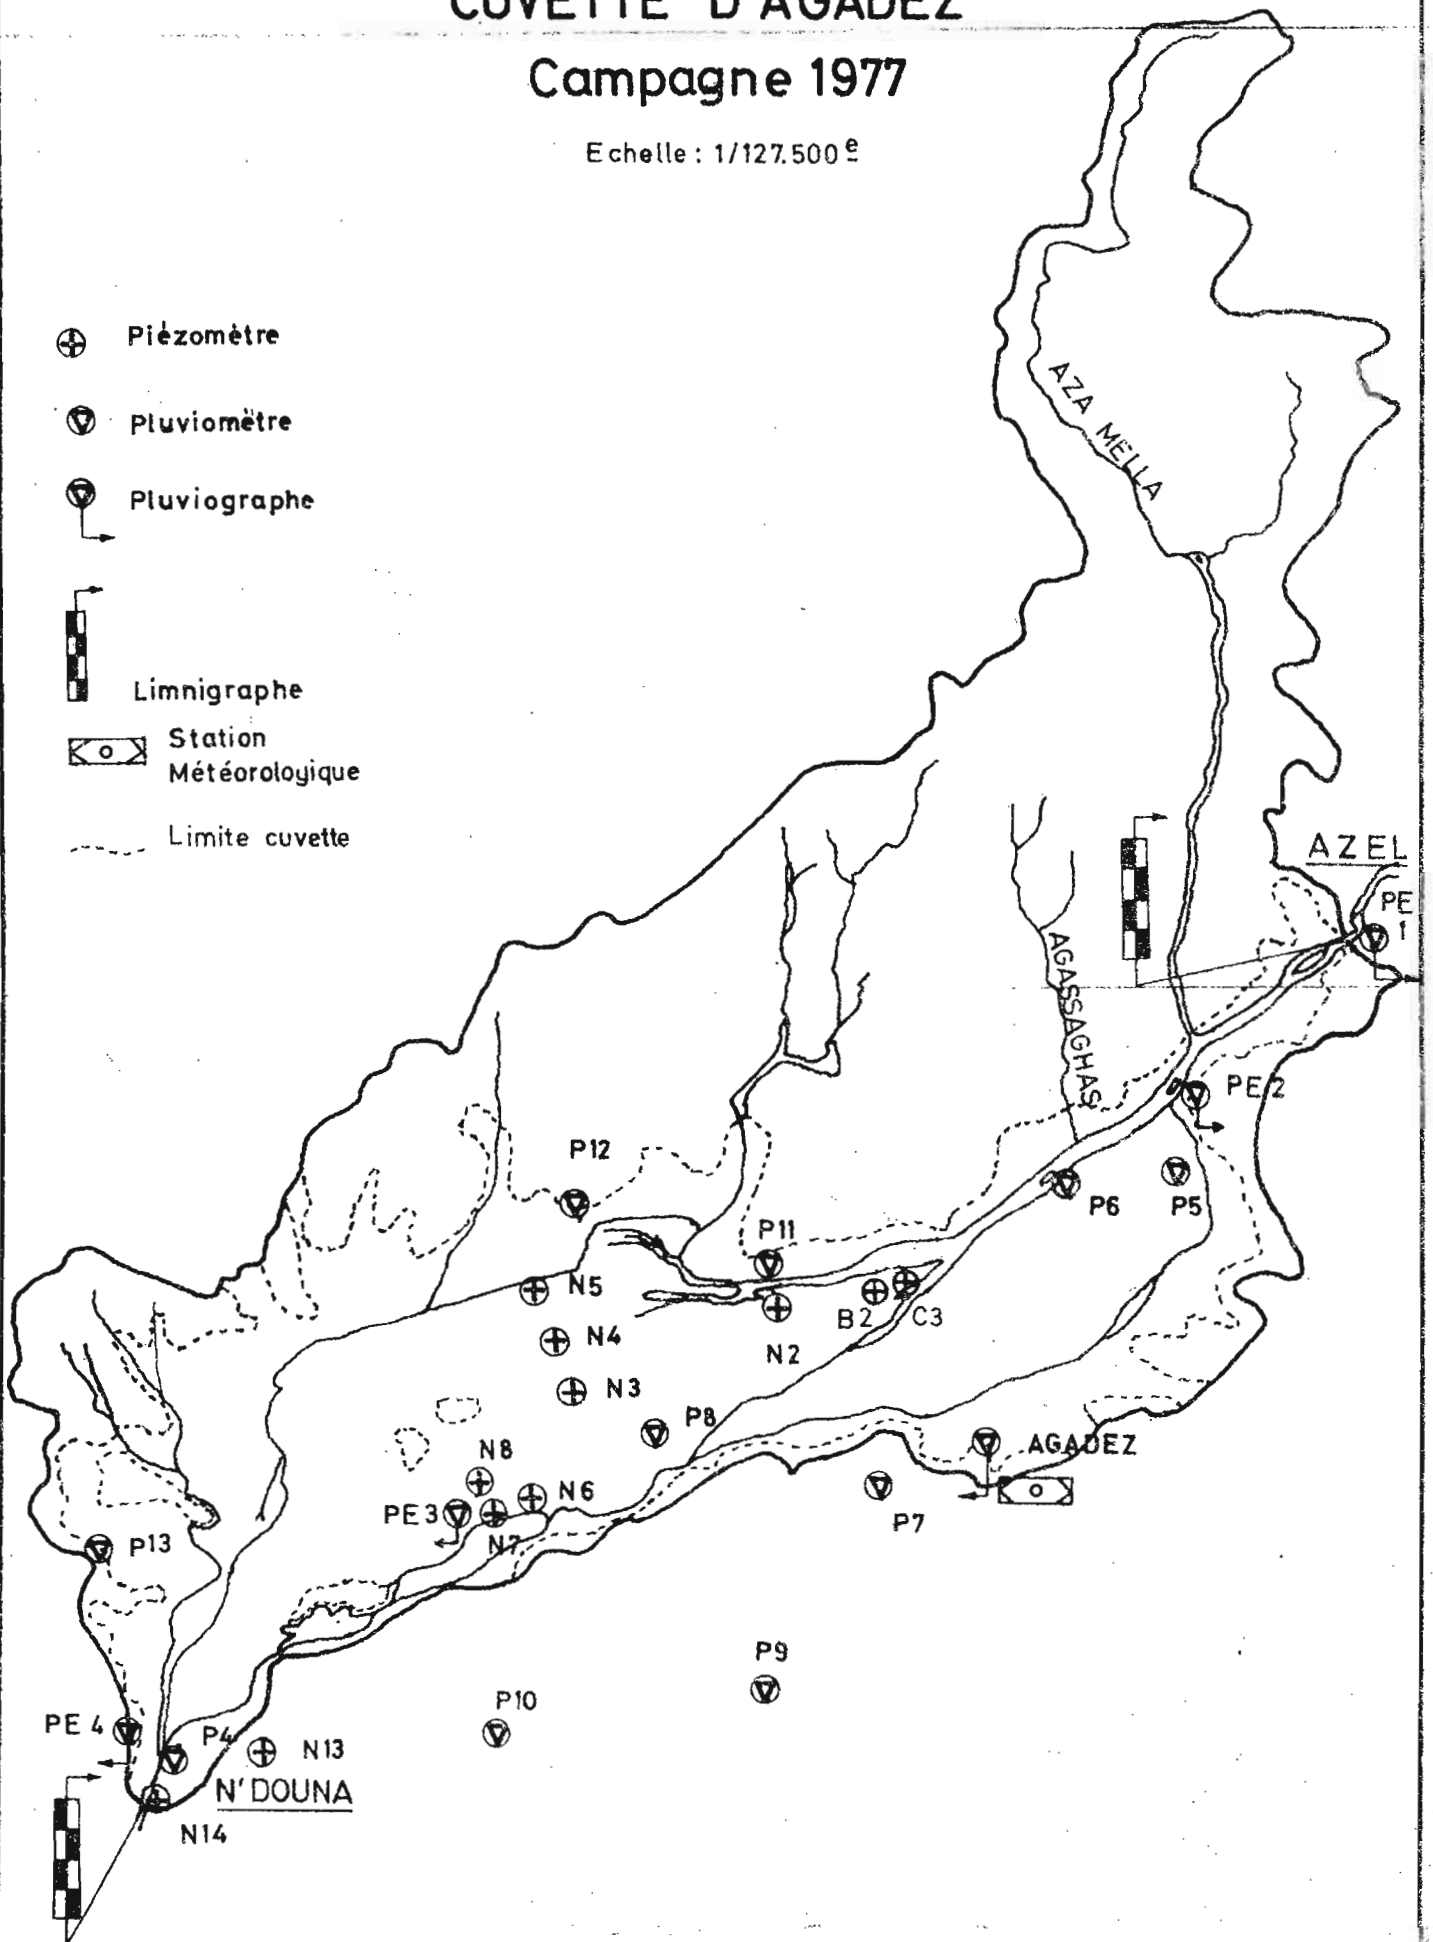 CUVETTE D'AGADEZ
Campagne 1977
Echelle : 1/127.500e
Piézomètre
Pluviomètre
Pluviographe
Limnigraphe
Station
Météorologique
Limite cuvette
AZA MELLA
AZEL
PE
1
AGASSAGHAS
PE 2
P12
P6
P5
P11
N5
B2
C3
N4
N2
N3
P8
AGADEZ
N8
N6
PE 3
P7
N7
P13
P9
P10
PE 4
P4
N13
N'DOUNA
N14